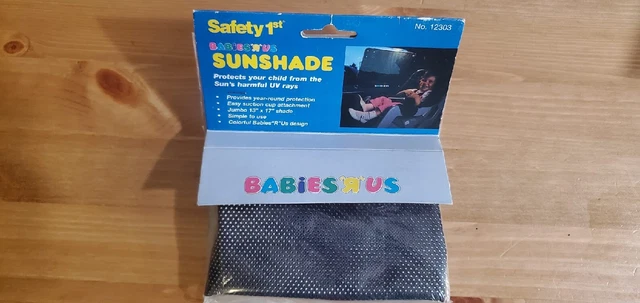 Safety 1st
No. 12303
BABIES "R" US
SUNSHADE
Protects your child from the
Sun's harmful UV rays
• Provides year-round protection
• Easy suction cup attachment
• Jumbo 13" x 17" shade
• Simple to use
• Colorful Babies"R"Us design
BABiES "R" US